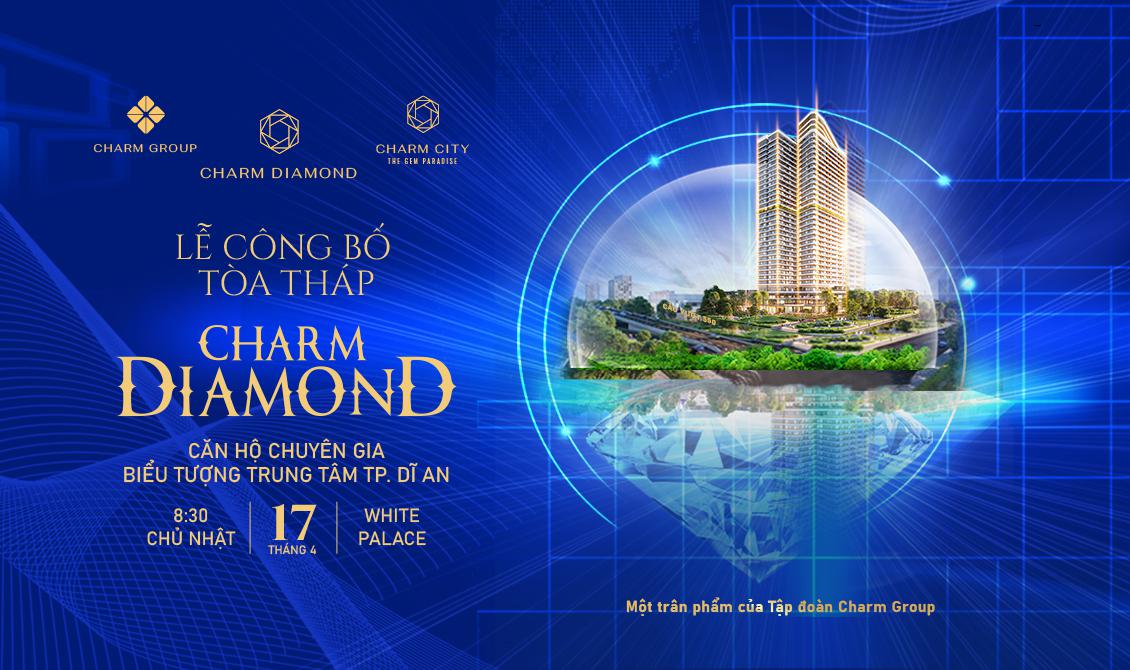 CHARM GROUP
CHARM DIAMOND
CHARM CITY
THE GEM PARADISE
LỄ CÔNG BỐ
TÒA THÁP
CHARM
DIAMOND
CĂN HỘ CHUYÊN GIA
BIỂU TƯỢNG TRUNG TÂM TP. DĨ AN
8:30
CHỦ NHẬT
17
THÁNG 4
WHITE
PALACE
Một trân phẩm của Tập đoàn Charm Group